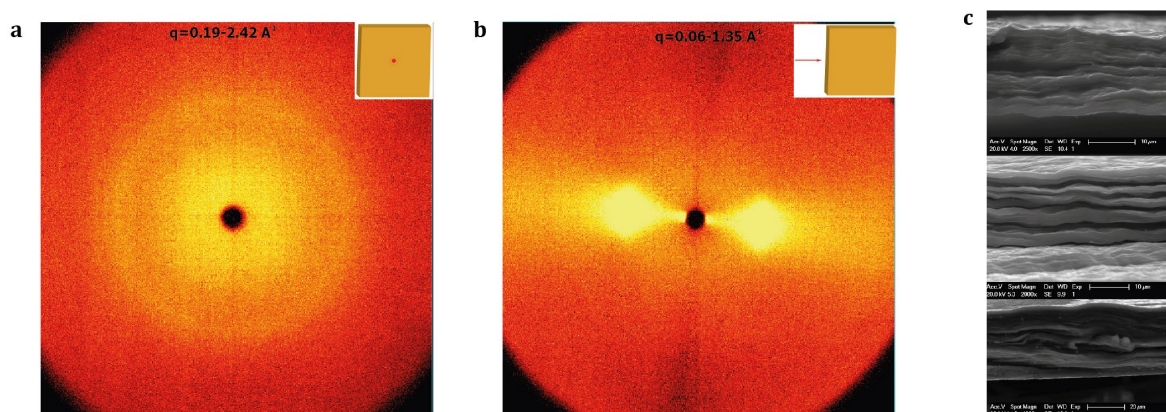 a
q=0.19-2.42 A⁻¹
b
q=0.06-1.35 A⁻¹
c
Acc.V Spot Magn Det WD Exp
20.0 kV 4.0 2500x SE 10.4 1 10 µm
Acc.V Spot Magn Det WD Exp
20.0 kV 5.0 2000x SE 9.9 1 10 µm
Acc.V Spot Magn Det WD Exp
20 µm